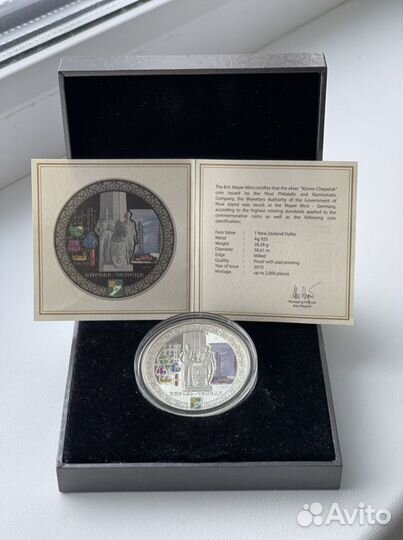 The B.H. Mayer Mint certifies that the silver "Kirovo-Chepetsk"
coin issued by the Niue Philatelic and Numismatic
Company, the Monetary Authority of the Government of
Niue Island was struck at the Mayer Mint - Germany,
according to the highest minting standards applied to the
commemorative coins as well as the following coin
specification:
Face Value : 1 New Zealand Dollar
Metal : Ag 925
Weight : 28,28 g
Diameter : 38,61 m
Edge : Milled
Quality : Proof with pad printing
Year of Issue : 2010
Mintage : up to 2,000 pieces
Managing Director
КИРОВО-ЧЕПЕЦК
КИРОВО-ЧЕПЕЦК
Avito